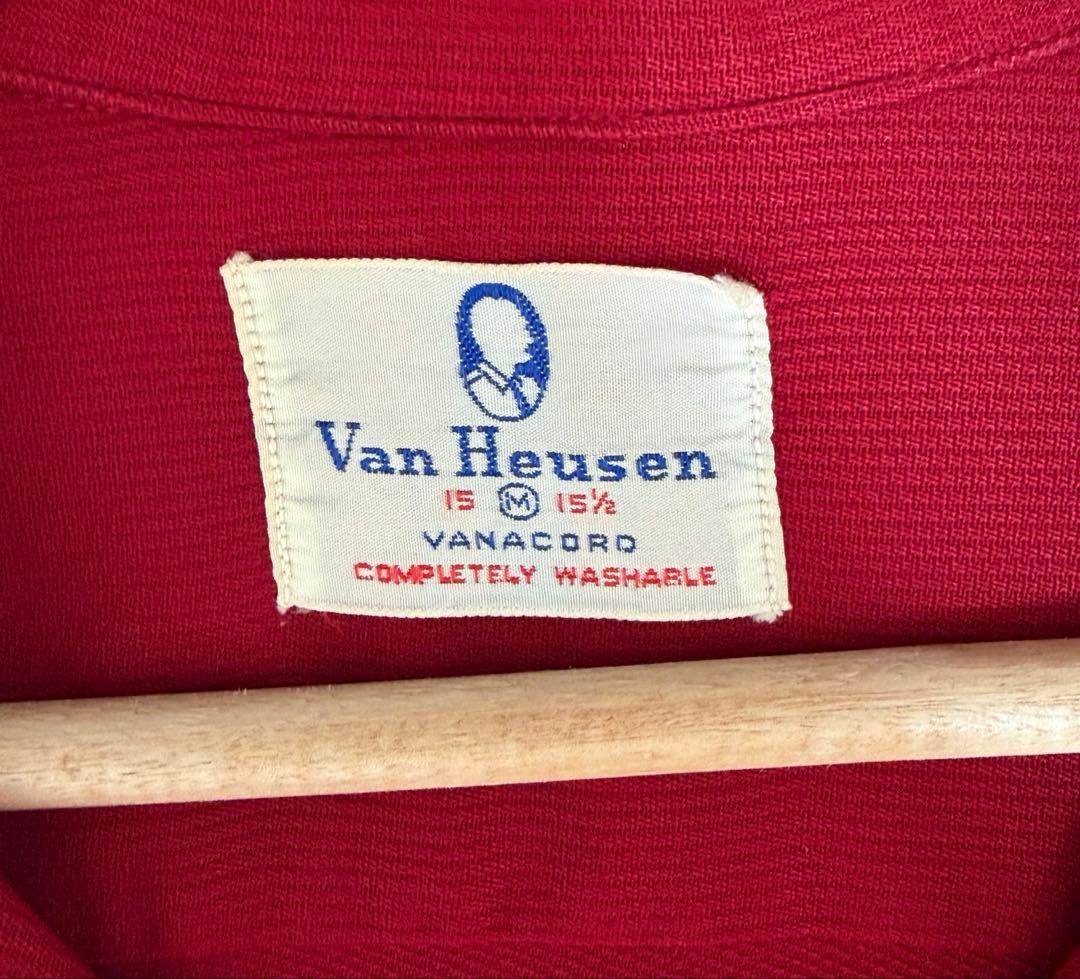 Van Heusen
15 M 15½
VANACORD
COMPLETELY WASHABLE